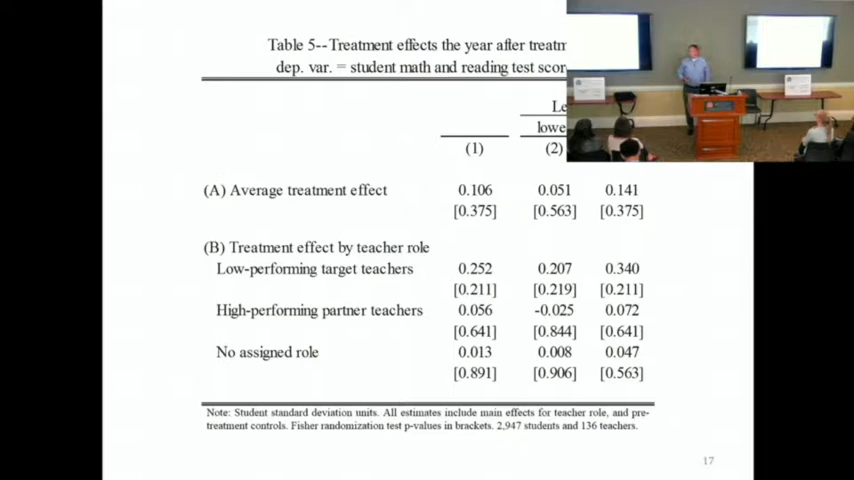 Table 5--Treatment effects the year after treatm
dep. var. = student math and reading test scor
Le
lowe
(1) (2)
(A) Average treatment effect 0.106 0.051 0.141
[0.375] [0.563] [0.375]
(B) Treatment effect by teacher role
Low-performing target teachers 0.252 0.207 0.340
[0.211] [0.219] [0.211]
High-performing partner teachers 0.056 -0.025 0.072
[0.641] [0.844] [0.641]
No assigned role 0.013 0.008 0.047
[0.891] [0.906] [0.563]
Note: Student standard deviation units. All estimates include main effects for teacher role, and pre-
treatment controls. Fisher randomization test p-values in brackets. 2,947 students and 136 teachers.
17